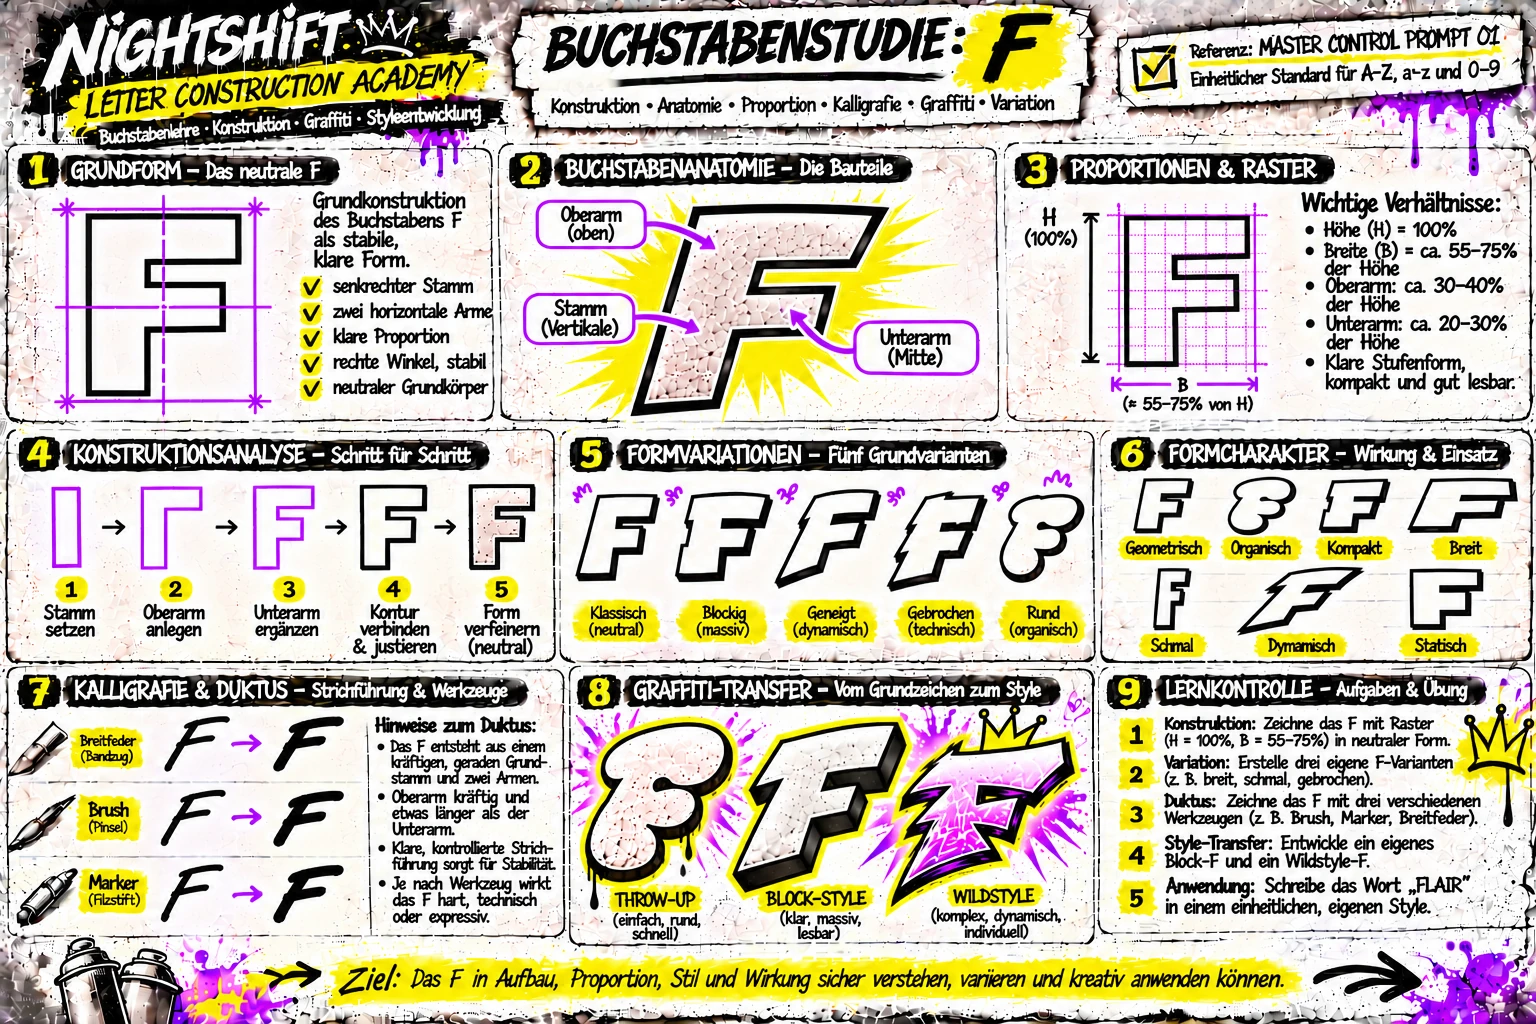 NIGHTSHIFT
LETTER CONSTRUCTION ACADEMY
Buchstabenlehre • Konstruktion • Graffiti • Styleentwicklung
BUCHSTABENSTUDIE: F
Konstruktion • Anatomie • Proportion • Kalligrafie • Graffiti • Variation
Referenz: MASTER CONTROL PROMPT 01
Einheitlicher Standard für A–Z, a–z und 0–9
1 GRUNDFORM – Das neutrale F
F
Grundkonstruktion
des Buchstabens F
als stabile,
klare Form.
senkrechter Stamm
zwei horizontale Arme
klare Proportion
rechte Winkel, stabil
neutraler Grundkörper
2 BUCHSTABENANATOMIE – Die Bauteile
Oberarm
(oben)
Stamm
(Vertikale)
F
Unterarm
(Mitte)
3 PROPORTIONEN & RASTER
H
(100%)
F
B
(≈ 55–75% von H)
Wichtige Verhältnisse:
• Höhe (H) = 100%
• Breite (B) = ca. 55–75%
der Höhe
• Oberarm: ca. 30–40%
der Höhe
• Unterarm: ca. 20–30%
der Höhe
• Klare Stufenform,
kompakt und gut lesbar.
4 KONSTRUKTIONSANALYSE – Schritt für Schritt
F F F
1
Stamm
setzen
2
Oberarm
anlegen
3
Unterarm
ergänzen
4
Kontur
verbinden
& justieren
5
Form
verfeinern
(neutral)
5 FORMVARIATIONEN – Fünf Grundvarianten
F F F F F
Klassisch
(neutral)
Blockig
(massiv)
Geneigt
(dynamisch)
Gebrochen
(technisch)
Rund
(organisch)
6 FORMCHARAKTER – Wirkung & Einsatz
F F F F
Geometrisch Organisch Kompakt Breit
F F F
Schmal Dynamisch Statisch
7 KALLIGRAFIE & DUKTUS – Strichführung & Werkzeuge
Breitfeder
(Bandzug)
F → F
Brush
(Pinsel)
F → F
Marker
(Filzstift)
F → F
Hinweise zum Duktus:
• Das F entsteht aus einem
kräftigen, geraden Grund-
stamm und zwei Armen.
• Oberarm kräftig und
etwas länger als der
Unterarm.
• Klare, kontrollierte Strich-
führung sorgt für Stabilität.
• Je nach Werkzeug wirkt
das F hart, technisch
oder expressiv.
8 GRAFFITI-TRANSFER – Vom Grundzeichen zum Style
F F F
THROW-UP
(einfach, rund,
schnell)
BLOCK-STYLE
(klar, massiv,
lesbar)
WILDSTYLE
(komplex, dynamisch,
individuell)
9 LERNKONTROLLE – Aufgaben & Übung
1 Konstruktion: Zeichne das F mit Raster
(H = 100%, B = 55–75%) in neutraler Form.
2 Variation: Erstelle drei eigene F-Varianten
(z. B. breit, schmal, gebrochen).
3 Duktus: Zeichne das F mit drei verschiedenen
Werkzeugen (z. B. Brush, Marker, Breitfeder).
4 Style-Transfer: Entwickle ein eigenes
Block-F und ein Wildstyle-F.
5 Anwendung: Schreibe das Wort „FLAIR”
in einem einheitlichen, eigenen Style.
Ziel: Das F in Aufbau, Proportion, Stil und Wirkung sicher verstehen, variieren und kreativ anwenden können.